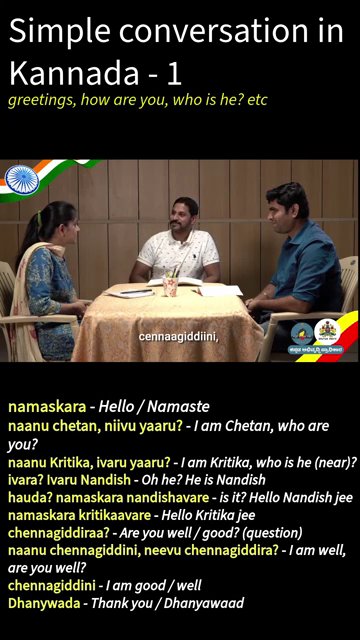 Simple conversation in
Kannada - 1
greetings, how are you, who is he? etc
cennaagiddiini,
namaskara - Hello / Namaste
naanu chetan, niivu yaaru? - I am Chetan, who are
you?
naanu Kritika, ivaru yaaru? - I am Kritika, who is he (near)?
ivara? Ivaru Nandish - Oh? He is Nandish
hauda? namaskara nandishavare - is it? Hello Nandish jee
namaskara kritikaavare - Hello Kritika jee
chennagiddiraa? - Are you well / good? (question)
naanu chennagiddini, neevu chennagiddira? - I am well,
are you well?
chennagiddini - I am good / well
Dhanywada - Thank you / Dhanyawaad